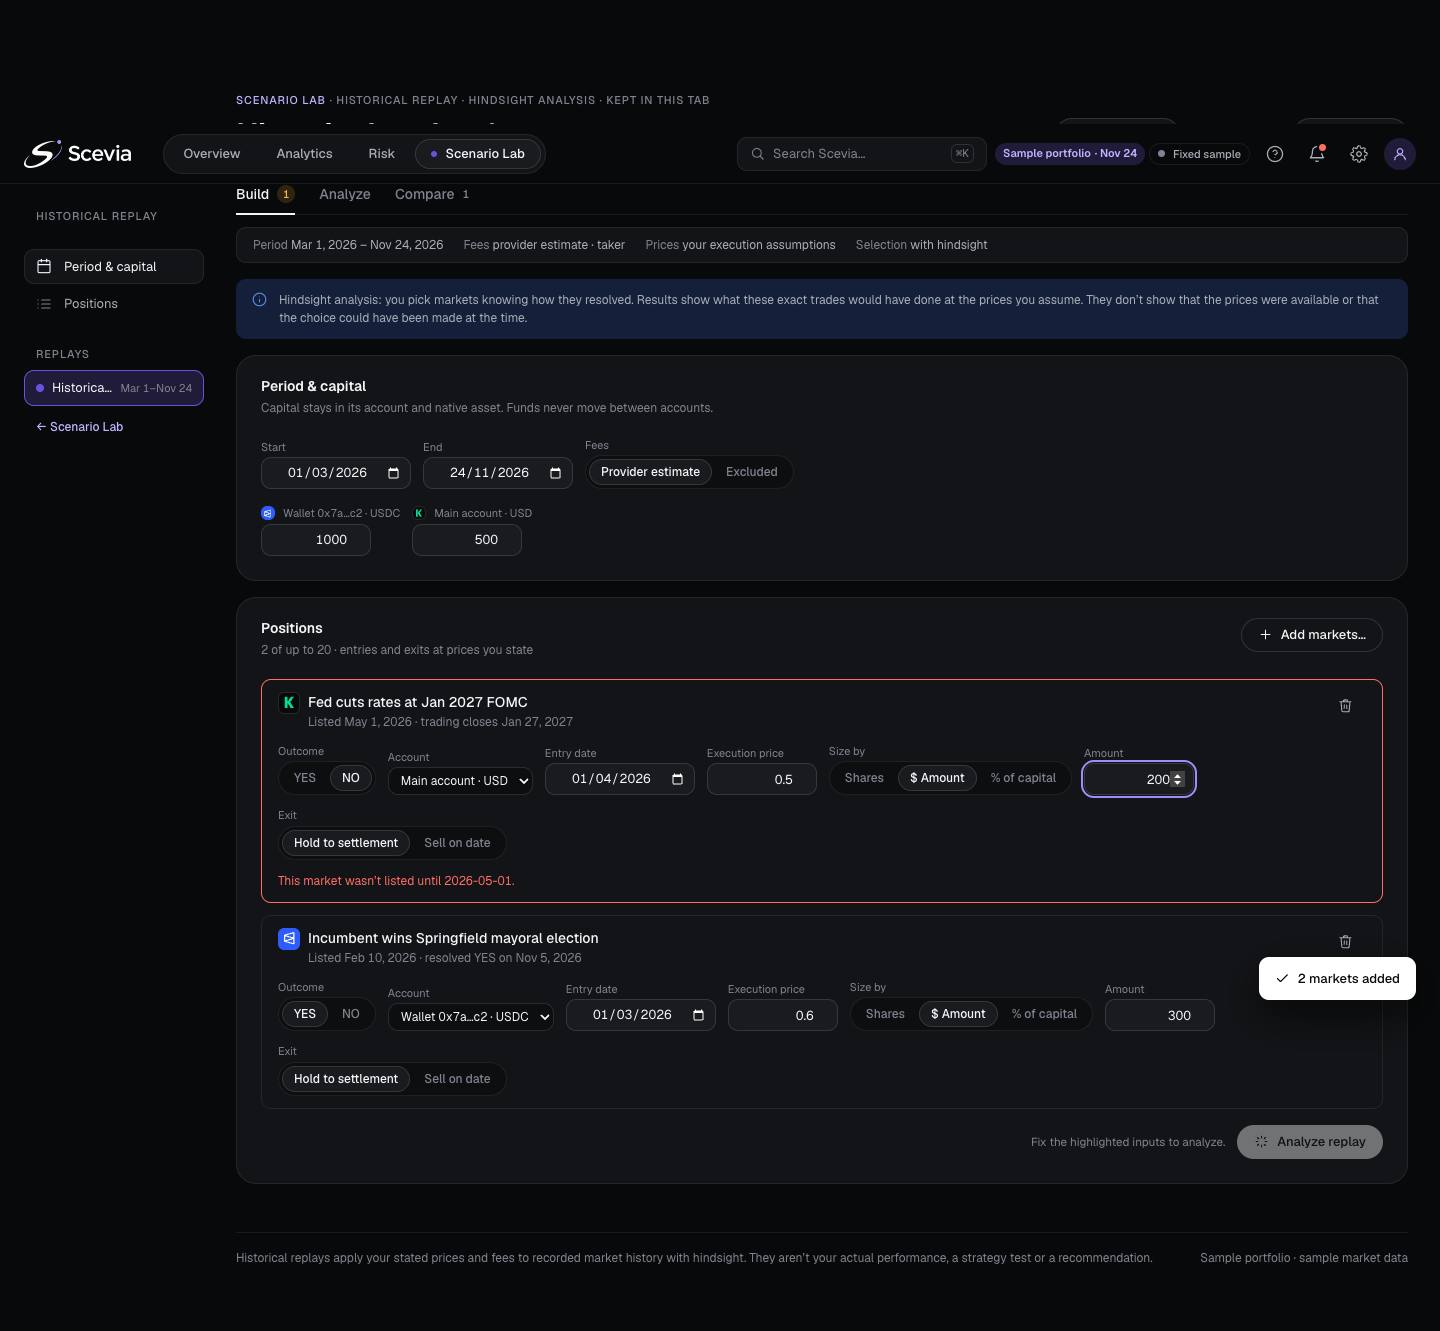 SCENARIO LAB · HISTORICAL REPLAY · HINDSIGHT ANALYSIS · KEPT IN THIS TAB
Scevia
Overview
Analytics
Risk
Scenario Lab
Search Scevia...
⌘K
Sample portfolio · Nov 24
Fixed sample
Build 1
Analyze
Compare 1
HISTORICAL REPLAY
Period & capital
Positions
REPLAYS
Historica... Mar 1–Nov 24
← Scenario Lab
Period Mar 1, 2026 – Nov 24, 2026
Fees provider estimate · taker
Prices your execution assumptions
Selection with hindsight
Hindsight analysis: you pick markets knowing how they resolved. Results show what these exact trades would have done at the prices you assume. They don't show that the prices were available or that
the choice could have been made at the time.
Period & capital
Capital stays in its account and native asset. Funds never move between accounts.
Start
End
Fees
01/03/2026
24/11/2026
Provider estimate
Excluded
Wallet 0x7a...c2 · USDC
K Main account · USD
1000
500
Positions
2 of up to 20 · entries and exits at prices you state
Add markets...
K Fed cuts rates at Jan 2027 FOMC
Listed May 1, 2026 · trading closes Jan 27, 2027
Outcome
Account
Entry date
Execution price
Size by
Amount
YES
NO
Main account · USD
01/04/2026
0.5
Shares
$ Amount
% of capital
200
Exit
Hold to settlement
Sell on date
This market wasn't listed until 2026-05-01.
Incumbent wins Springfield mayoral election
Listed Feb 10, 2026 · resolved YES on Nov 5, 2026
2 markets added
Outcome
Account
Entry date
Execution price
Size by
Amount
YES
NO
Wallet 0x7a...c2 · USDC
01/03/2026
0.6
Shares
$ Amount
% of capital
300
Exit
Hold to settlement
Sell on date
Fix the highlighted inputs to analyze.
Analyze replay
Historical replays apply your stated prices and fees to recorded market history with hindsight. They aren't your actual performance, a strategy test or a recommendation.
Sample portfolio · sample market data